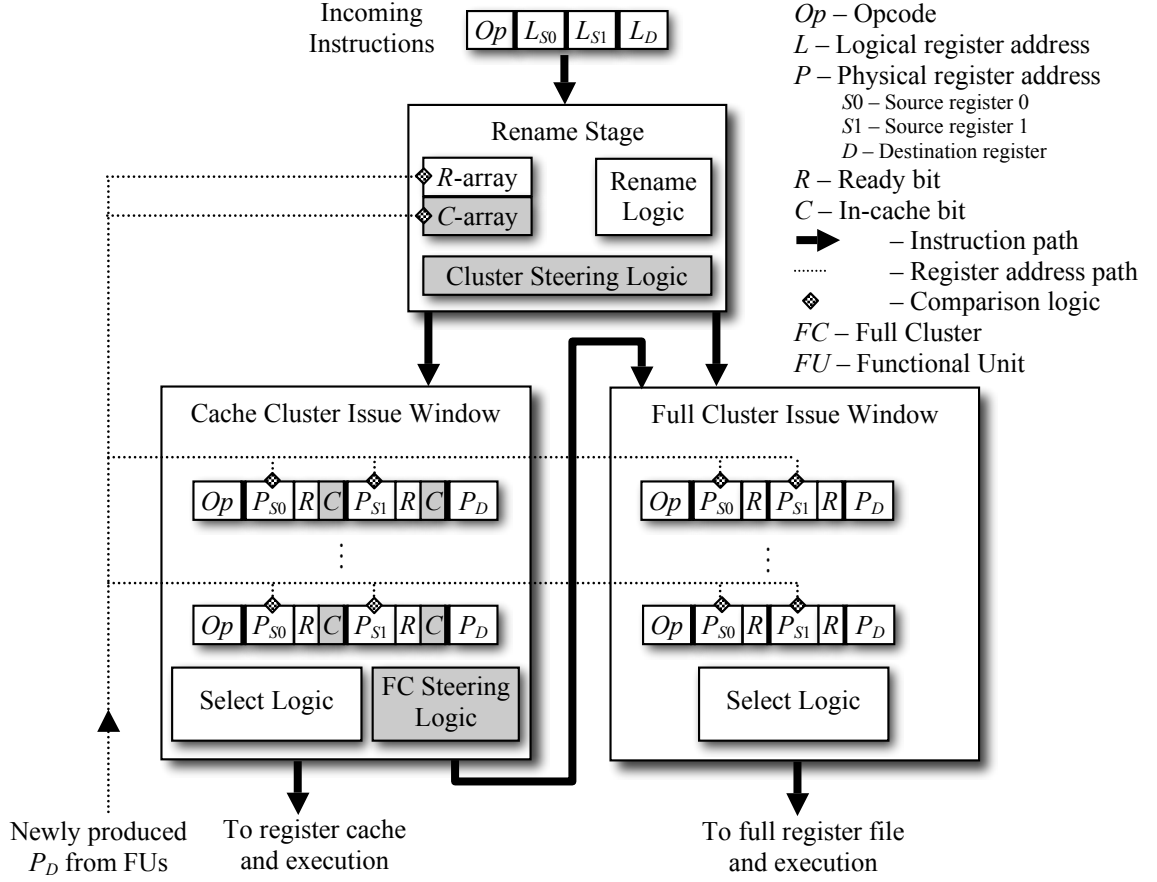 Incoming
Instructions
Op L_S0 L_S1 L_D
Op – Opcode
L – Logical register address
P – Physical register address
S0 – Source register 0
S1 – Source register 1
D – Destination register
R – Ready bit
C – In-cache bit
– Instruction path
– Register address path
– Comparison logic
FC – Full Cluster
FU – Functional Unit
Rename Stage
R-array
C-array
Rename
Logic
Cluster Steering Logic
Cache Cluster Issue Window
Op P_S0 R C P_S1 R C P_D
Op P_S0 R C P_S1 R C P_D
Select Logic
FC Steering
Logic
Full Cluster Issue Window
Op P_S0 R P_S1 R P_D
Op P_S0 R P_S1 R P_D
Select Logic
Newly produced
P_D from FUs
To register cache
and execution
To full register file
and execution